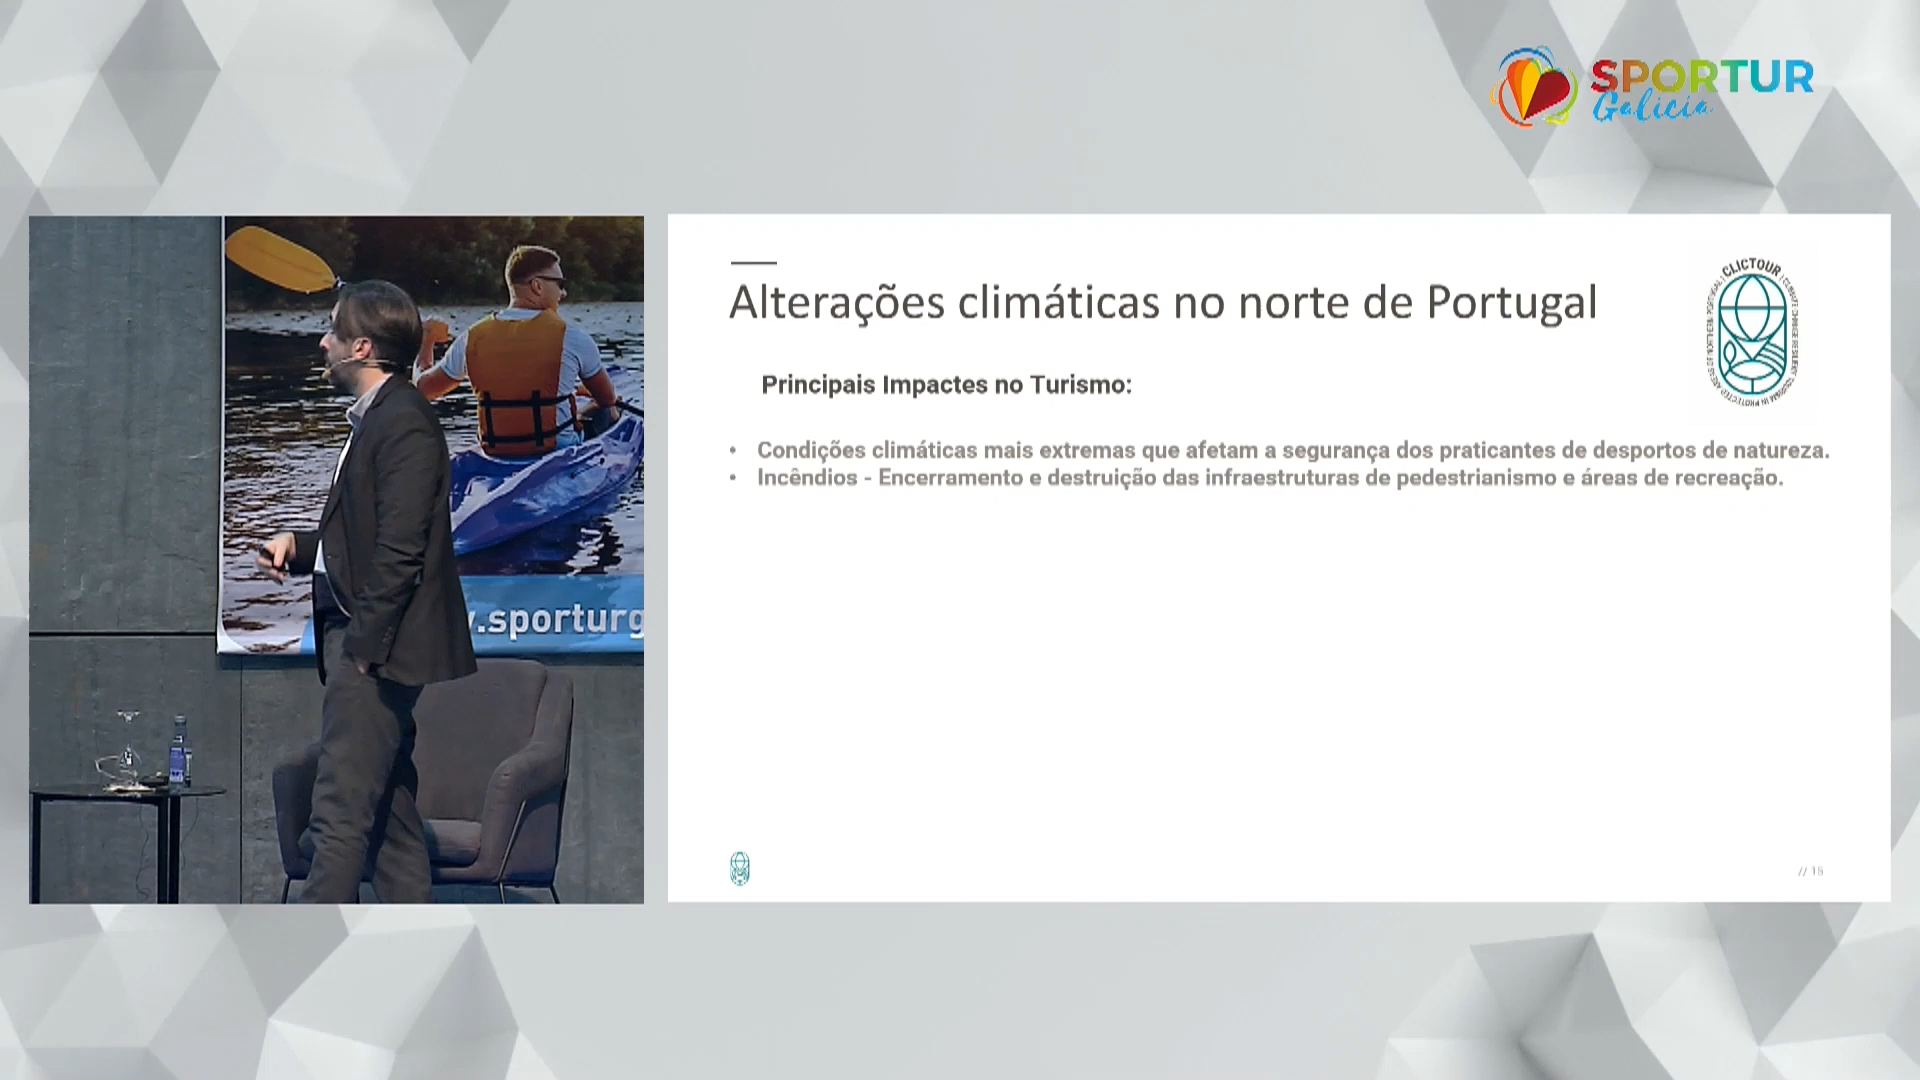 SPORTUR
Galicia
Alterações climáticas no norte de Portugal
CLICTOUR
Principais Impactes no Turismo:
• Condições climáticas mais extremas que afetam a segurança dos praticantes de desportos de natureza.
• Incêndios - Encerramento e destruição das infraestruturas de pedestrianismo e áreas de recreação.
.sporturg